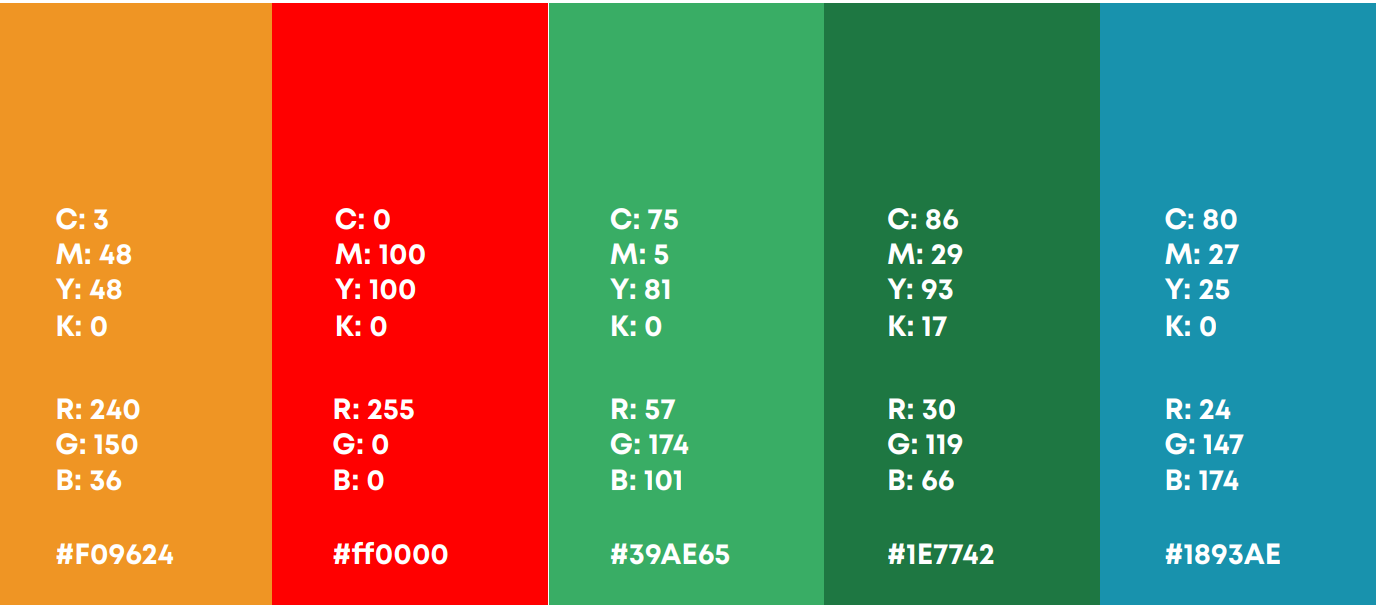 C: 3
M: 48
Y: 48
K: 0
R: 240
G: 150
B: 36
#F09624
C: 0
M: 100
Y: 100
K: 0
R: 255
G: 0
B: 0
#ff0000
C: 75
M: 5
Y: 81
K: 0
R: 57
G: 174
B: 101
#39AE65
C: 86
M: 29
Y: 93
K: 17
R: 30
G: 119
B: 66
#1E7742
C: 80
M: 27
Y: 25
K: 0
R: 24
G: 147
B: 174
#1893AE